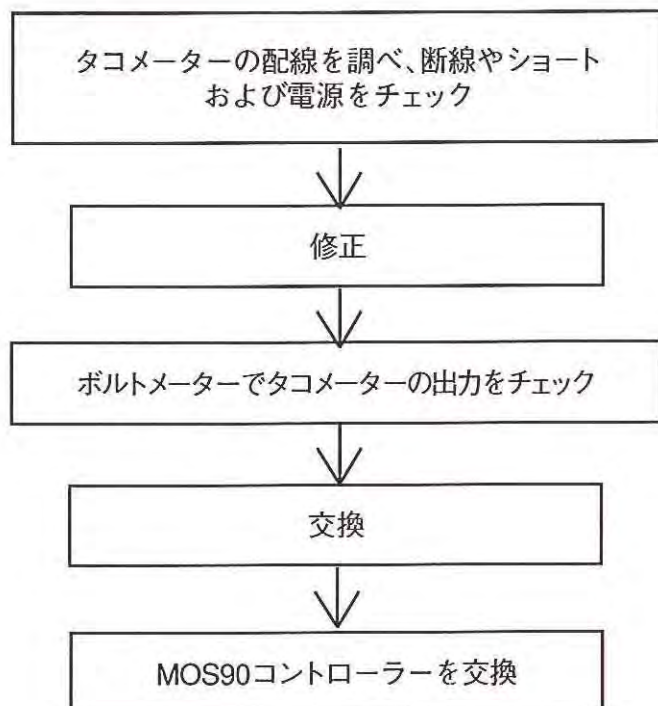 タコメーターの配線を調べ、断線やショート
および電源をチェック
修正
ボルトメーターでタコメーターの出力をチェック
交換
MOS90コントローラーを交換